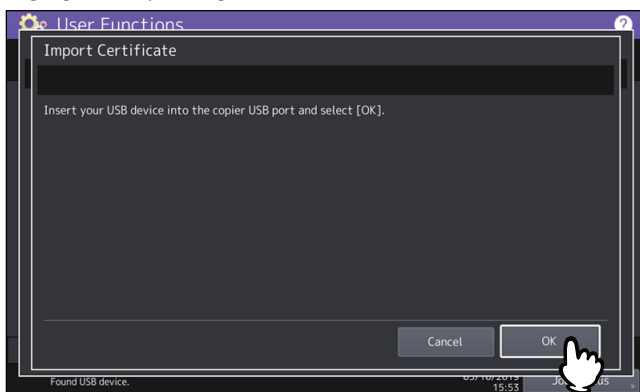 User Functions
?
Import Certificate
Insert your USB device into the copier USB port and select [OK].
Cancel
OK
Found USB device.
15:53